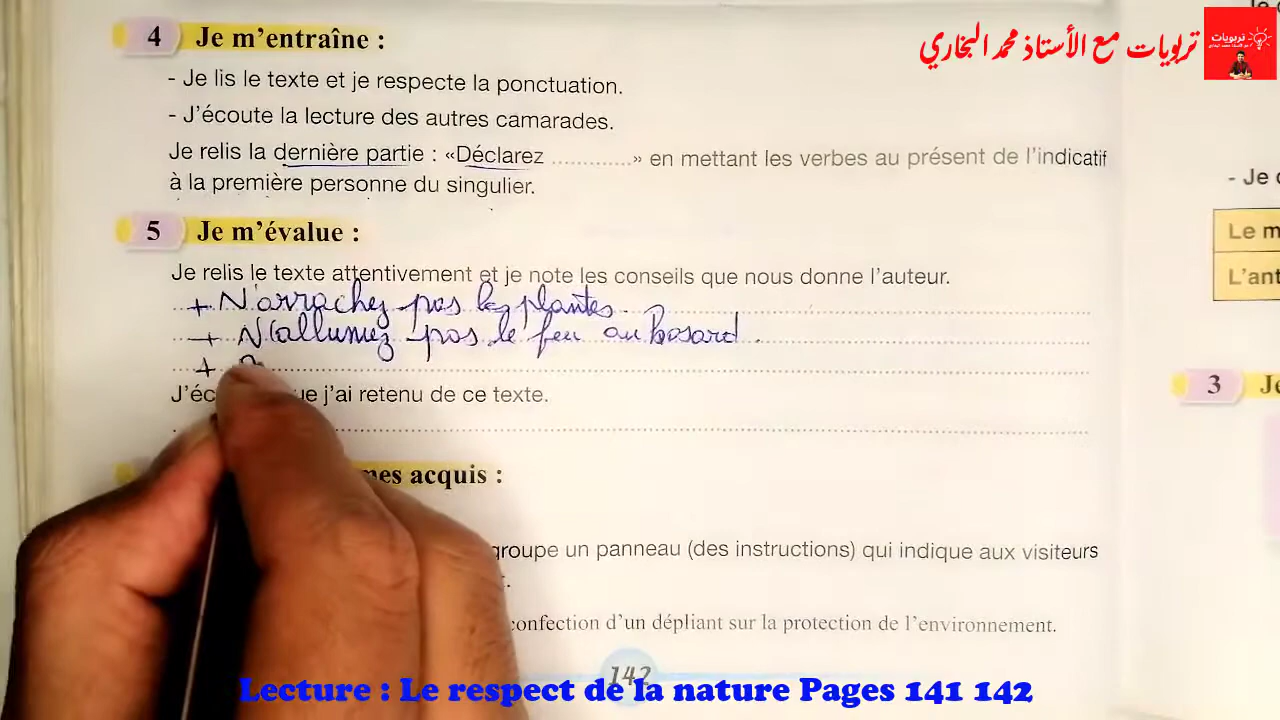 تربويات مع الأستاذ محمد البخاري
تربويات
4 Je m'entraîne :
- Je lis le texte et je respecte la ponctuation.
- J'écoute la lecture des autres camarades.
Je relis la dernière partie : «Déclarez .............» en mettant les verbes au présent de l'indicatif
à la première personne du singulier.
5 Je m'évalue :
Je relis le texte attentivement et je note les conseils que nous donne l'auteur.
+ N'arrachez pas les plantes.
+ N'allumez pas le feu au hasard.
+
J'éc ue j'ai retenu de ce texte.
mes acquis :
groupe un panneau (des instructions) qui indique aux visiteurs
confection d'un dépliant sur la protection de l'environnement.
142
- Je
Le m
L'ant
3 Je
Lecture : Le respect de la nature Pages 141 142